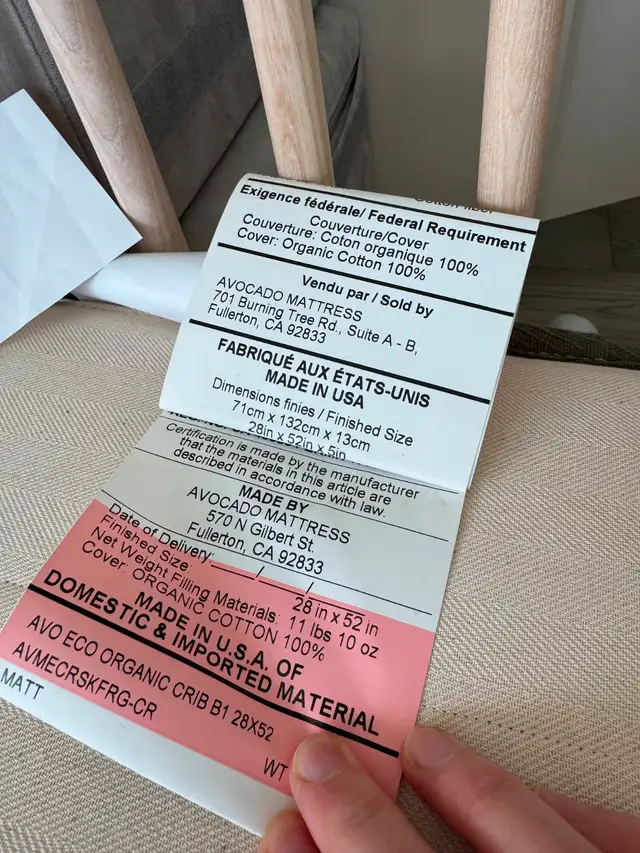 Cotton fiber
Exigence fédérale/ Federal Requirement
Couverture/Cover
Couverture: Coton organique 100%
Cover: Organic Cotton 100%
Vendu par / Sold by
AVOCADO MATTRESS
701 Burning Tree Rd., Suite A - B,
Fullerton, CA 92833
FABRIQUÉ AUX ÉTATS-UNIS
MADE IN USA
Dimensions finies / Finished Size
71cm x 132cm x 13cm
28in x 52in x 5in
Certification is made by the manufacturer
that the materials in this article are
described in accordance with law.
MADE BY
AVOCADO MATTRESS
570 N Gilbert St.
Fullerton, CA 92833
Date of Delivery: ___/___/___
Finished Size: 28 in x 52 in
Net Weight Filling Materials: 11 lbs 10 oz
Cover: ORGANIC COTTON 100%
MADE IN U.S.A. OF
DOMESTIC & IMPORTED MATERIAL
AVO ECO ORGANIC CRIB B1 28X52
AVMECRSKFRG-CR
MATT
WT